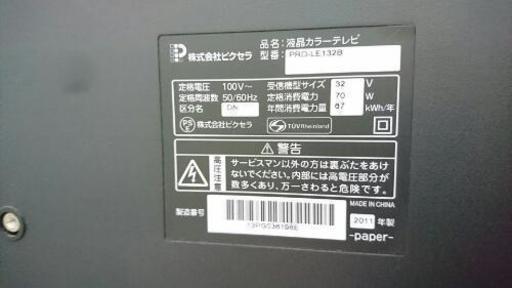 株式会社ピクセラ
品名：液晶カラーテレビ
型番 PRD-LE132B
定格電圧 100V～ 受信機型サイズ 32 V
定格周波数 50/60Hz 定格消費電力 70 W
区分名 DN 年間消費電力量 67 kWh/年
PS E 株式会社ピクセラ TÜVRheinland
警告
高圧注意
サービスマン以外の方は裏ぶたをあけ
ないでください。内部には高電圧部分が
数多くあり、万一さわると危険です。
MADE IN CHINA
製造番号
2011 年製
-paper-